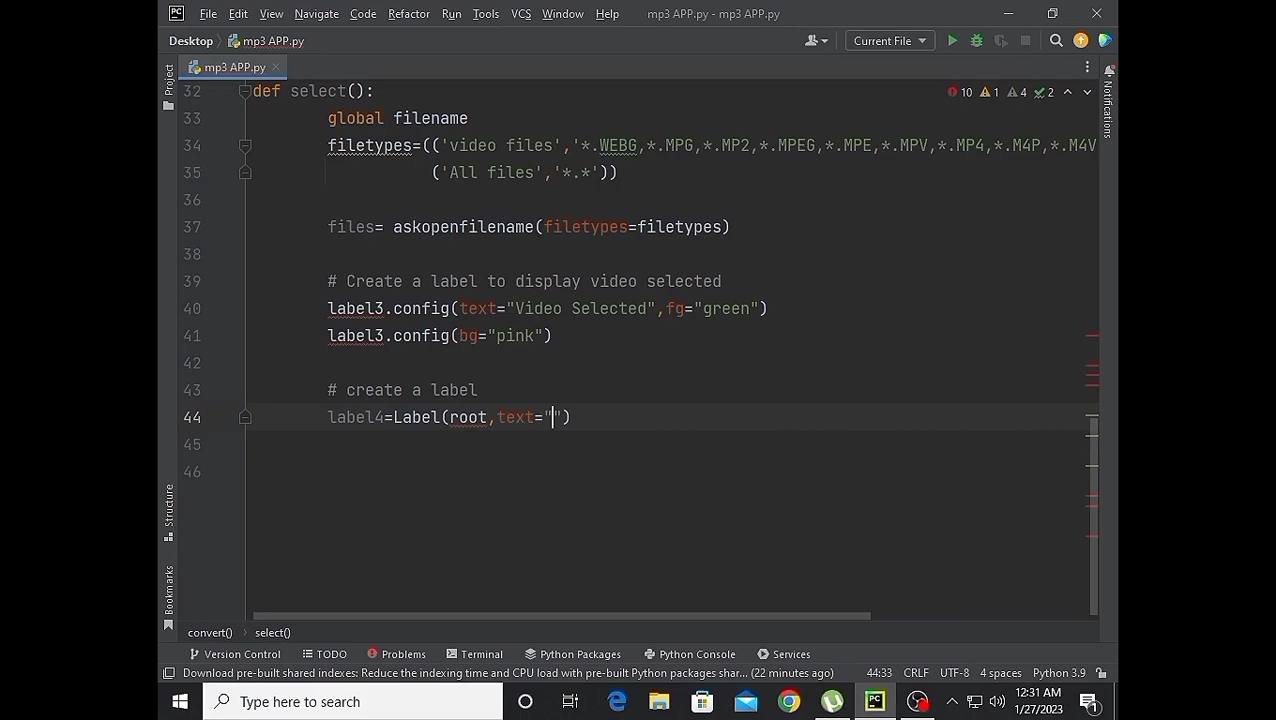 PC File Edit View Navigate Code Refactor Run Tools VCS Window Help mp3 APP.py - mp3 APP.py
Desktop mp3 APP.py Current File
Project mp3 APP.py
Notifications
32 def select(): 10 1 4 2
33 global filename
34 filetypes=(('video files','*.WEBG,*.MPG,*.MP2,*.MPEG,*.MPE,*.MPV,*.MP4,*.M4P,*.M4V
35 ('All files','*.*'))
36
37 files= askopenfilename(filetypes=filetypes)
38
39 # Create a label to display video selected
40 label3.config(text="Video Selected",fg="green")
41 label3.config(bg="pink")
42
43 # create a label
44 label4=Label(root,text="")
45
46
Structure
Bookmarks
convert() select()
Version Control TODO Problems Terminal Python Packages Python Console Services
Download pre-built shared indexes: Reduce the indexing time and CPU load with pre-built Python packages shar... (22 minutes ago) 44:33 CRLF UTF-8 4 spaces Python 3.9
Type here to search PC 12:31 AM
1/27/2023 1